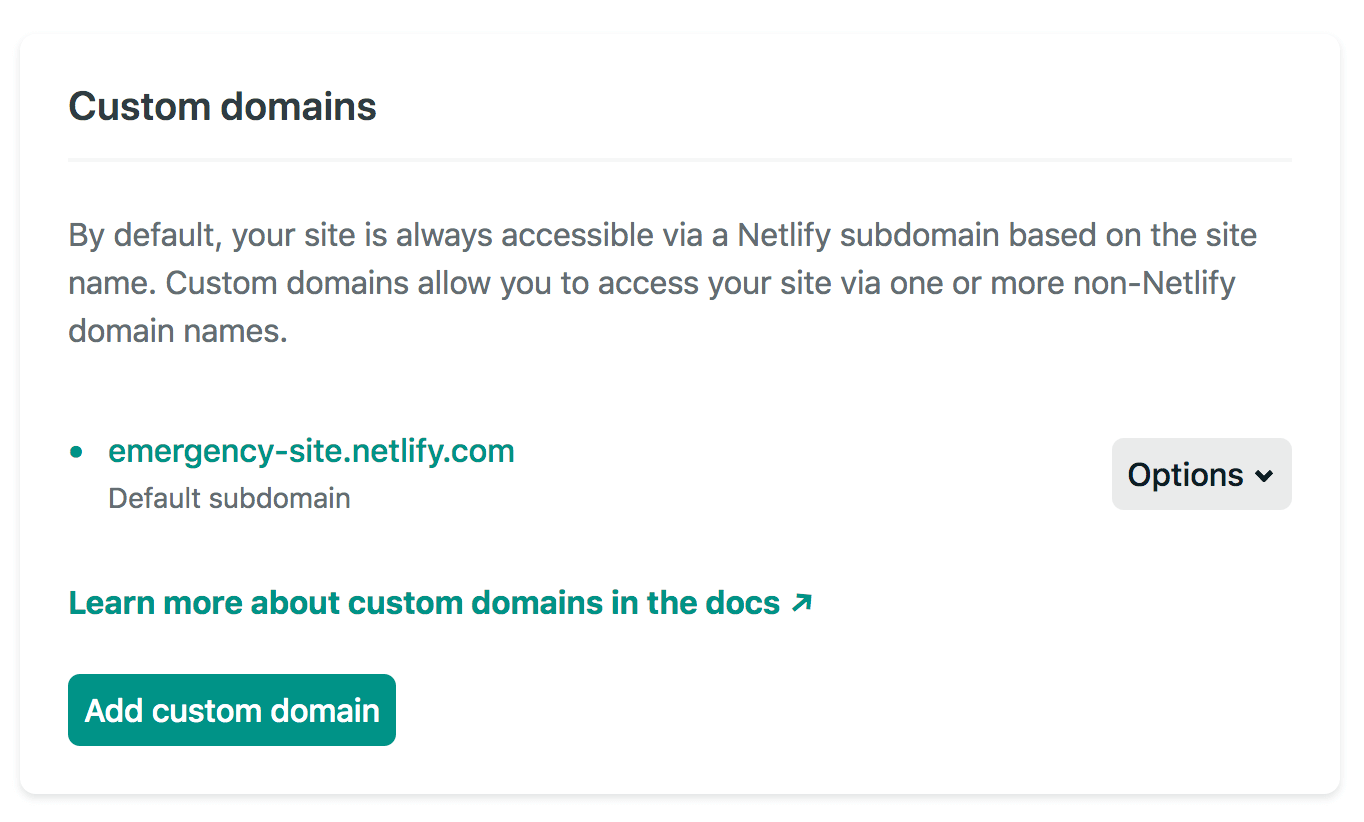 Custom domains
By default, your site is always accessible via a Netlify subdomain based on the site
name. Custom domains allow you to access your site via one or more non-Netlify
domain names.
emergency-site.netlify.com
Default subdomain
Options
Learn more about custom domains in the docs ↗
Add custom domain